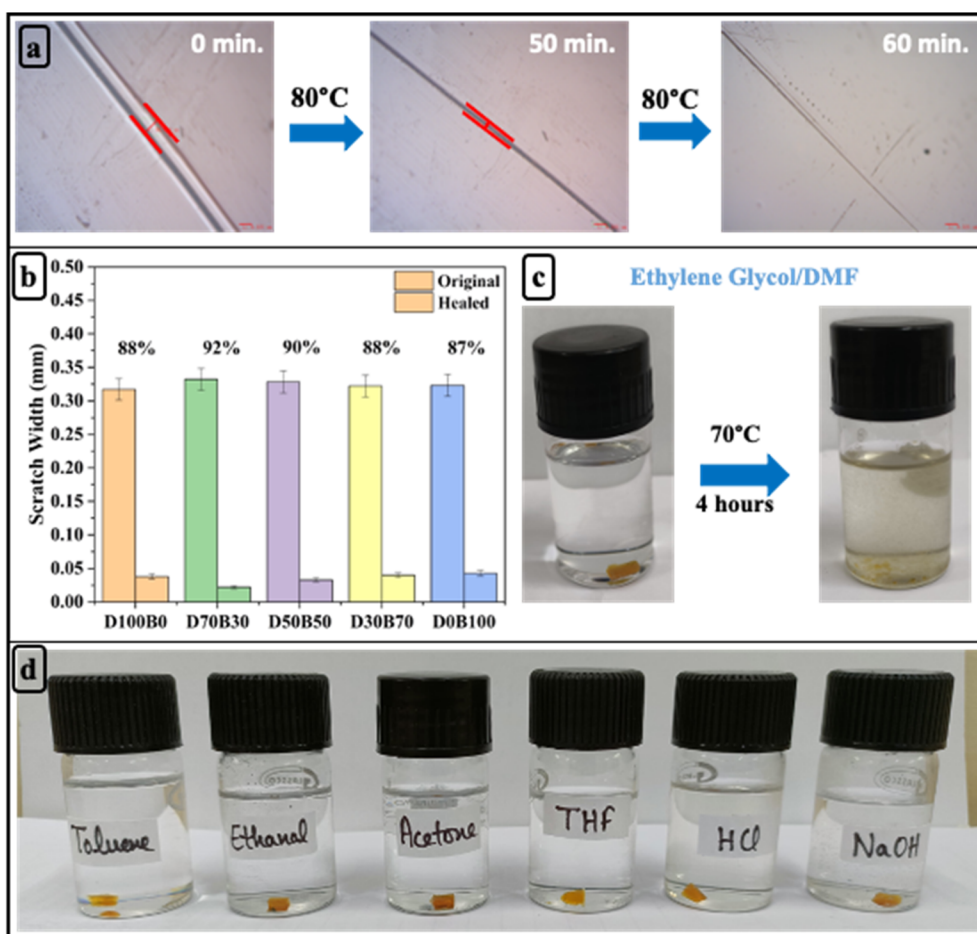 a
0 min.
80°C
50 min.
80°C
60 min.
b
0.50
0.45
0.40
0.35
0.30
0.25
0.20
0.15
0.10
0.05
0.00
Scratch Width (mm)
Original
Healed
88%
92%
90%
88%
87%
D100B0
D70B30
D50B50
D30B70
D0B100
c
Ethylene Glycol/DMF
70°C
4 hours
d
Toluene
Ethanal
Acetone
THf
HCl
NaOH